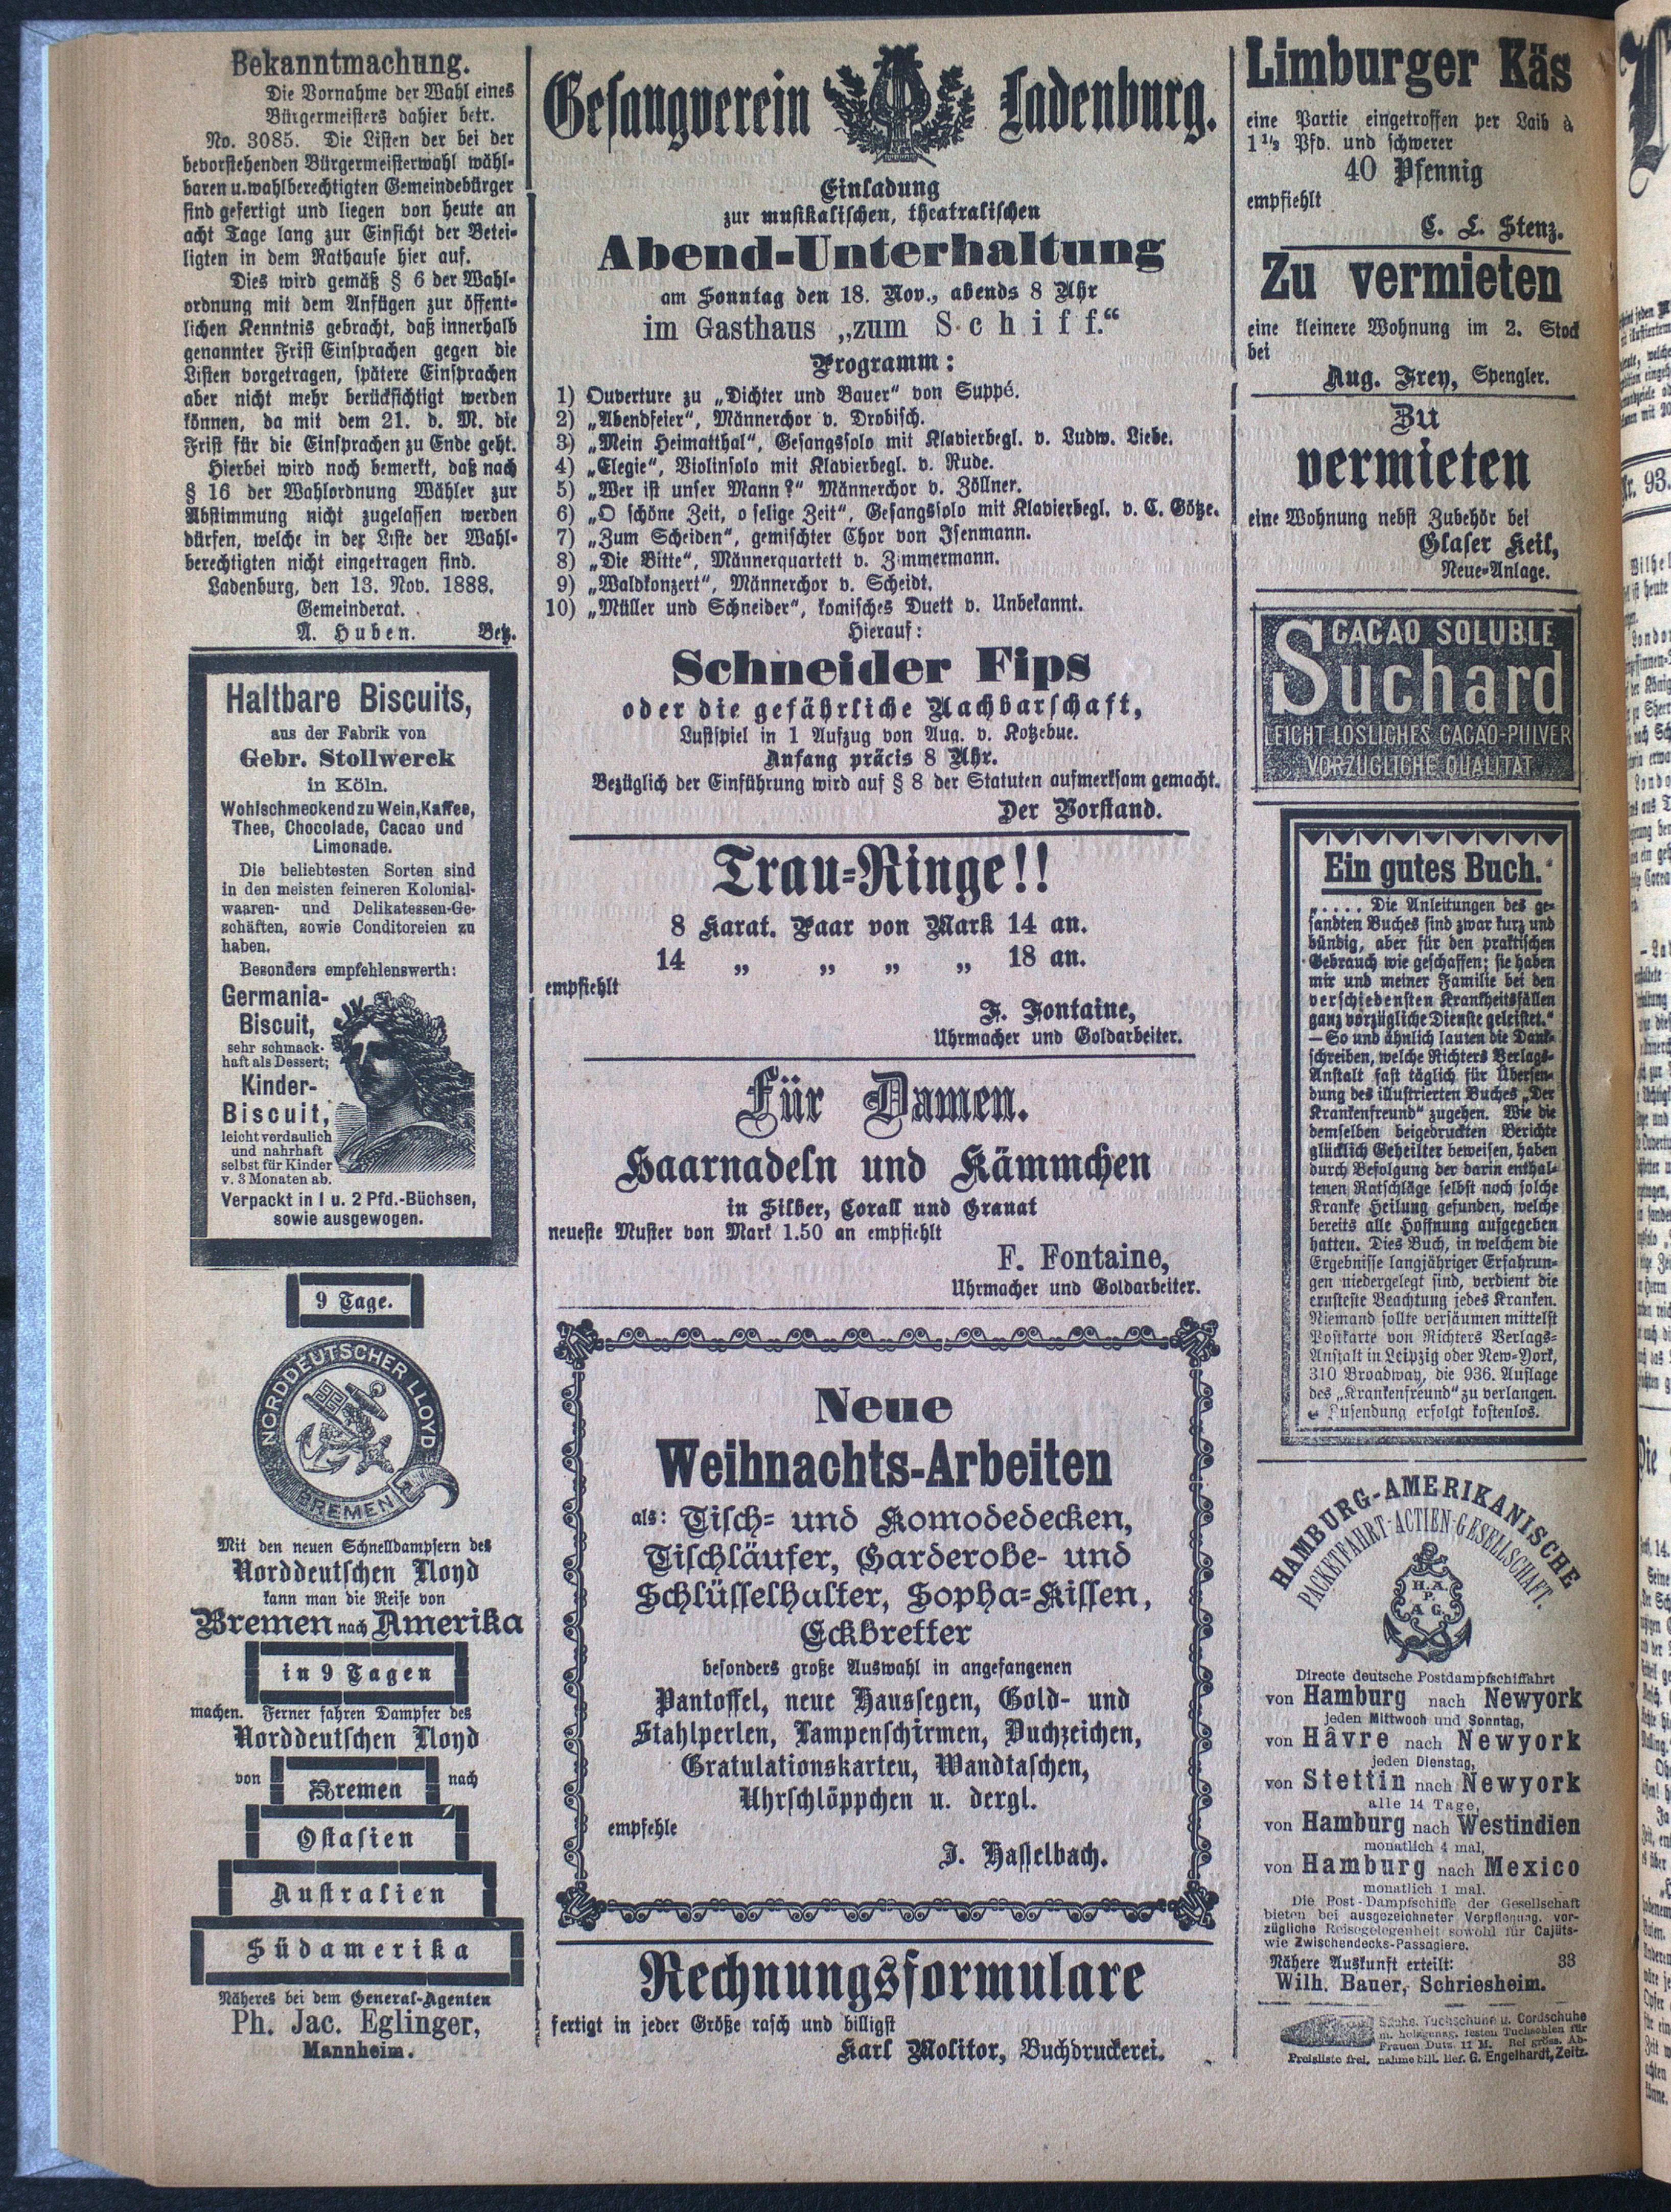 Bekanntmachung.
Die Vornahme der Wahl eines
Bürgermeisters dahier betr.
No. 3085. Die Listen der bei der
bevorstehenden Bürgermeisterwahl wähl-
baren u. wahlberechtigten Gemeindebürger
sind gefertigt und liegen von heute an
acht Tage lang zur Einsicht der Betei-
ligten in dem Rathause hier auf.
Dies wird gemäß § 6 der Wahl-
ordnung mit dem Anfügen zur öffent-
lichen Kenntnis gebracht, daß innerhalb
genannter Frist Einsprachen gegen die
Listen vorgetragen, spätere Einsprachen
aber nicht mehr berücksichtigt werden
können, da mit dem 21. d. M. die
Frist für die Einsprachen zu Ende geht.
Hierbei wird noch bemerkt, daß nach
§ 16 der Wahlordnung Wähler zur
Abstimmung nicht zugelassen werden
dürfen, welche in der Liste der Wahl-
berechtigten nicht eingetragen sind.
Ladenburg, den 13. Nov. 1888.
Gemeinderat.
A. Huben. Betz.
Haltbare Biscuits,
aus der Fabrik von
Gebr. Stollwerck
in Köln.
Wohlschmeckend zu Wein, Kaffee,
Thee, Chocolade, Cacao und
Limonade.
Die beliebtesten Sorten sind
in den meisten feineren Kolonial-
waaren- und Delikatessen-Ge-
schäften, sowie Conditoreien zu
haben.
Besonders empfehlenswerth:
Germania-
Biscuit,
sehr schmack-
haft als Dessert;
Kinder-
Biscuit,
leicht verdaulich
und nahrhaft
selbst für Kinder
v. 3 Monaten ab.
Verpackt in 1 u. 2 Pfd.-Büchsen,
sowie ausgewogen.
9 Tage.
NORDDEUTSCHER LLOYD
BREMEN
Mit den neuen Schnelldampfern des
Norddeutschen Lloyd
kann man die Reise von
Bremen nach Amerika
in 9 Tagen
machen. Ferner fahren Dampfer des
Norddeutschen Lloyd
von Bremen nach
Ostasien
Australien
Südamerika
Näheres bei dem General-Agenten
Ph. Jac. Eglinger,
Mannheim.
Gesangverein Ladenburg.
Einladung
zur musikalischen, theatralischen
Abend-Unterhaltung
am Sonntag den 18. Nov., abends 8 Uhr
im Gasthaus „zum Schiff.“
Programm:
1) Ouverture zu „Dichter und Bauer“ von Suppé.
2) „Abendfeier“, Männerchor v. Drobisch.
3) „Mein Heimatthal“, Gesangssolo mit Klavierbegl. v. Ludw. Liebe.
4) „Elegie“, Violinsolo mit Klavierbegl. v. Rude.
5) „Wer ist unser Mann?“ Männerchor v. Zöllner.
6) „O schöne Zeit, o selige Zeit“, Gesangssolo mit Klavierbegl. v. C. Götze.
7) „Zum Scheiden“, gemischter Chor von Isenmann.
8) „Die Bitte“, Männerquartett v. Zimmermann.
9) „Waldkonzert“, Männerchor v. Scheidt.
10) „Müller und Schneider“, komisches Duett v. Unbekannt.
Hierauf:
Schneider Fips
oder die gefährliche Nachbarschaft,
Lustspiel in 1 Aufzug von Aug. v. Kotzebue.
Anfang präcis 8 Uhr.
Bezüglich der Einführung wird auf § 8 der Statuten aufmerksam gemacht.
Der Vorstand.
Trau-Ringe!!
8 Karat. Paar von Mark 14 an.
14 „ „ „ „ 18 an.
empfiehlt
F. Fontaine,
Uhrmacher und Goldarbeiter.
Für Damen.
Haarnadeln und Kämmchen
in Silber, Corall und Granat
neueste Muster von Mark 1.50 an empfiehlt
F. Fontaine,
Uhrmacher und Goldarbeiter.
Neue
Weihnachts-Arbeiten
als: Tisch- und Komodedecken,
Tischläufer, Garderobe- und
Schlüsselhalter, Sopha-Kissen,
Eckbretter
besonders große Auswahl in angefangenen
Pantoffel, neue Haussegen, Gold- und
Stahlperlen, Lampenschirmen, Buchzeichen,
Gratulationskarten, Wandtaschen,
Uhrschlöppchen u. dergl.
empfehle
J. Hasselbach.
Rechnungsformulare
fertigt in jeder Größe rasch und billigst
Karl Molitor, Buchdruckerei.
Limburger Käs
eine Partie eingetroffen per Laib à
1 1/2 Pfd. und schwerer
40 Pfennig
empfiehlt
C. L. Stenz.
Zu vermieten
eine kleinere Wohnung im 2. Stock
bei
Aug. Frey, Spengler.
Zu
vermieten
eine Wohnung nebst Zubehör bei
Glaser Keil,
Neue-Anlage.
CACAO SOLUBLE
Suchard
LEICHT LÖSLICHES CACAO-PULVER
VORZÜGLICHE QUALITÄT
Ein gutes Buch.
„.... Die Anleitungen des ge-
sandten Buches sind zwar kurz und
bündig, aber für den praktischen
Gebrauch wie geschaffen; sie haben
mir und meiner Familie bei den
verschiedensten Krankheitsfällen
ganz vorzügliche Dienste geleistet.“
— So und ähnlich lauten die Dank-
schreiben, welche Richters Verlags-
Anstalt fast täglich für Übersen-
dung des illustrierten Buches „Der
Krankenfreund“ zugehen. Wie die
demselben beigedruckten Berichte
glücklich Geheilter beweisen, haben
durch Befolgung der darin enthal-
tenen Ratschläge selbst noch solche
Kranke Heilung gefunden, welche
bereits alle Hoffnung aufgegeben
hatten. Dies Buch, in welchem die
Ergebnisse langjähriger Erfahrun-
gen niedergelegt sind, verdient die
ernsteste Beachtung jedes Kranken.
Niemand sollte versäumen mittelst
Postkarte von Richters Verlags-
Anstalt in Leipzig oder New-York,
310 Broadway, die 936. Auflage
des „Krankenfreund“ zu verlangen.
Zusendung erfolgt kostenlos.
HAMBURG-AMERIKANISCHE
PACKETFAHRT-ACTIEN-GESELLSCHAFT.
H. A.
P.
A. G.
Directe deutsche Postdampfschiffahrt
von Hamburg nach Newyork
jeden Mittwoch und Sonntag,
von Hâvre nach Newyork
jeden Dienstag,
von Stettin nach Newyork
alle 14 Tage,
von Hamburg nach Westindien
monatlich 4 mal,
von Hamburg nach Mexico
monatlich 1 mal.
Die Post-Dampfschiffe der Gesellschaft
bieten bei ausgezeichneter Verpflegung, vor-
zügliche Reisegelegenheit sowohl für Cajüts-
wie Zwischendecks-Passagiere.
Nähere Auskunft erteilt: 33
Wilh. Bauer, Schriesheim.
Sächs. Tuchschuhe u. Cordschuhe
m. holzgenag. festen Tuchsohlen für
Frauen Dutz. 11 M. Bei gröss. Ab-
Preisliste frei. nahme bill. lief. G. Engelhardt, Zeitz.
Nr. 93.